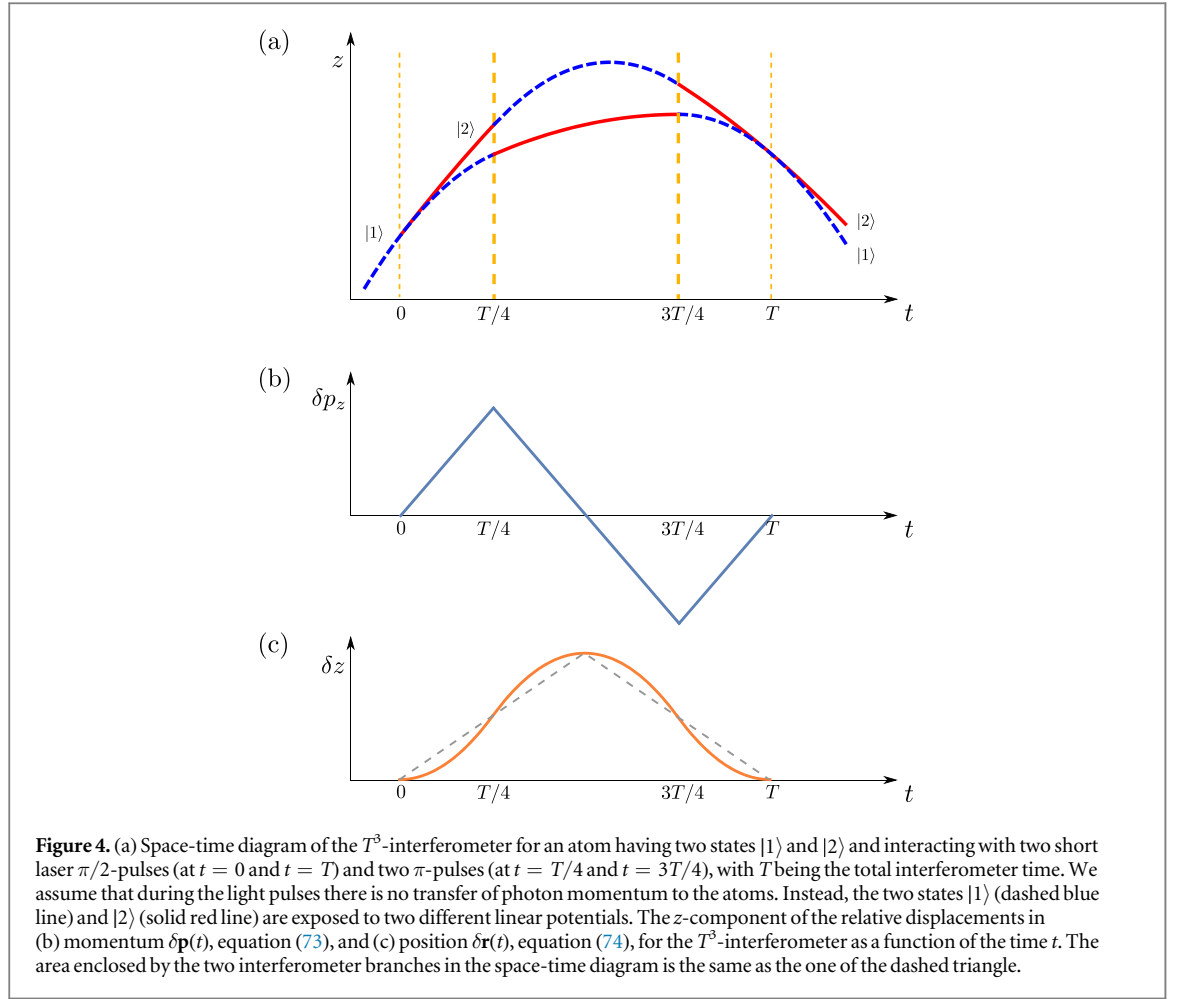 (a)
z
|2⟩
|1⟩
|2⟩
|1⟩
0 T/4 3T/4 T t
(b)
δp_z
0 T/4 3T/4 T t
(c)
δz
0 T/4 3T/4 T t
Figure 4. (a) Space-time diagram of the T³-interferometer for an atom having two states |1⟩ and |2⟩ and interacting with two short
laser π/2-pulses (at t = 0 and t = T) and two π-pulses (at t = T/4 and t = 3T/4), with T being the total interferometer time. We
assume that during the light pulses there is no transfer of photon momentum to the atoms. Instead, the two states |1⟩ (dashed blue
line) and |2⟩ (solid red line) are exposed to two different linear potentials. The z-component of the relative displacements in
(b) momentum δp(t), equation (73), and (c) position δr(t), equation (74), for the T³-interferometer as a function of the time t. The
area enclosed by the two interferometer branches in the space-time diagram is the same as the one of the dashed triangle.